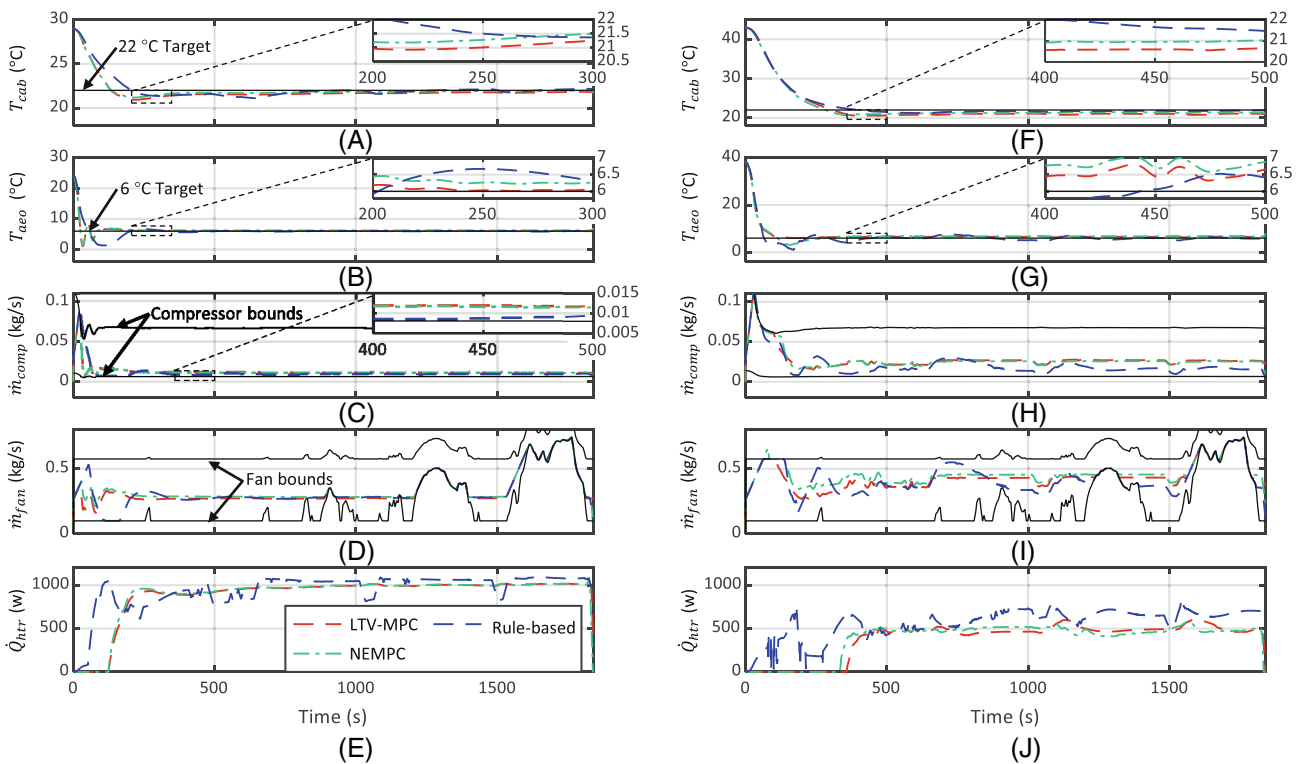 30
25
20
T_cab (°C)
22 °C Target
22
21.5
21
20.5
200
250
300
(A)
30
20
10
0
T_aeo (°C)
6 °C Target
7
6.5
6
200
250
300
(B)
0.1
0.05
0
ṁ_comp (kg/s)
Compressor bounds
0.015
0.01
0.005
400
450
500
(C)
0.5
0
ṁ_fan (kg/s)
Fan bounds
(D)
1000
500
0
Q̇_htr (w)
LTV-MPC
Rule-based
NEMPC
0
500
1000
1500
Time (s)
(E)
40
30
20
T_cab (°C)
22
21
20
400
450
500
(F)
40
20
0
T_aeo (°C)
7
6.5
6
400
450
500
(G)
0.1
0.05
0
ṁ_comp (kg/s)
(H)
0.5
0
ṁ_fan (kg/s)
(I)
1000
500
0
Q̇_htr (w)
0
500
1000
1500
Time (s)
(J)